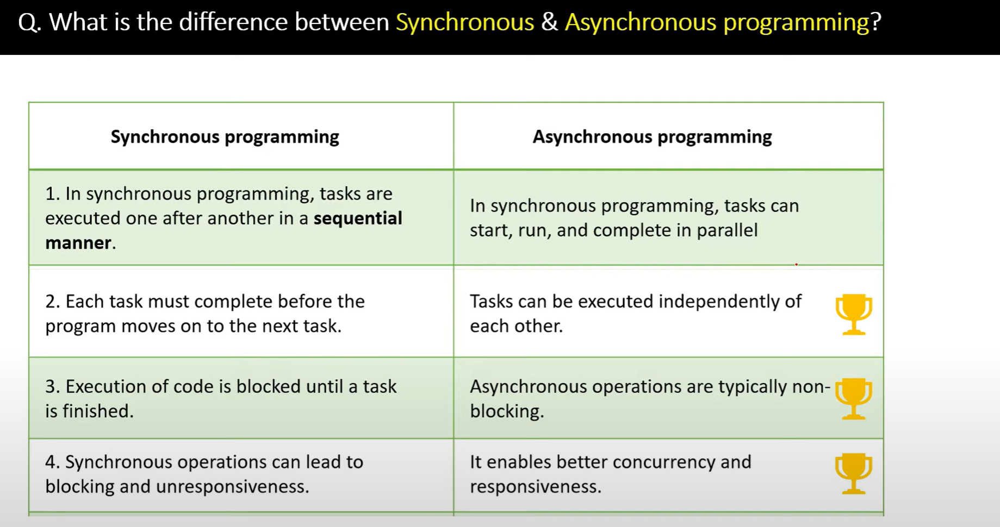 Q. What is the difference between Synchronous & Asynchronous programming?
Synchronous programming
Asynchronous programming
1. In synchronous programming, tasks are
executed one after another in a sequential
manner.
In synchronous programming, tasks can
start, run, and complete in parallel
2. Each task must complete before the
program moves on to the next task.
Tasks can be executed independently of
each other.
3. Execution of code is blocked until a task
is finished.
Asynchronous operations are typically non-
blocking.
4. Synchronous operations can lead to
blocking and unresponsiveness.
It enables better concurrency and
responsiveness.